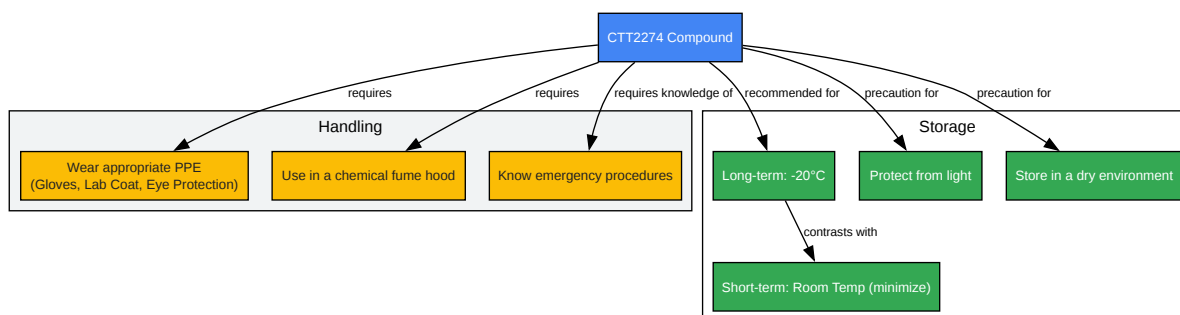 CTT2274 Compound
requires
requires
requires knowledge of
recommended for
precaution for
precaution for
Handling
Storage
Wear appropriate PPE
(Gloves, Lab Coat, Eye Protection)
Use in a chemical fume hood
Know emergency procedures
Long-term: -20°C
Protect from light
Store in a dry environment
contrasts with
Short-term: Room Temp (minimize)